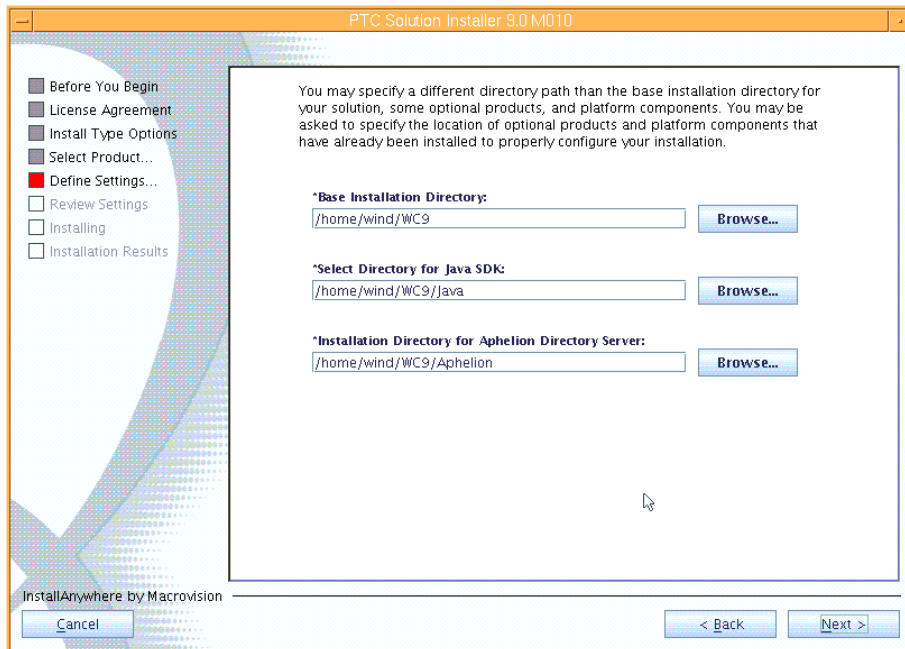 PTC Solution Installer 9.0 M010
Before You Begin
License Agreement
Install Type Options
Select Product...
Define Settings...
Review Settings
Installing
Installation Results
You may specify a different directory path than the base installation directory for
your solution, some optional products, and platform components. You may be
asked to specify the location of optional products and platform components that
have already been installed to properly configure your installation.
*Base Installation Directory:
/home/wind/WC9
Browse...
*Select Directory for Java SDK:
/home/wind/WC9/Java
Browse...
*Installation Directory for Aphelion Directory Server:
/home/wind/WC9/Aphelion
Browse...
InstallAnywhere by Macrovision
Cancel
< Back
Next >